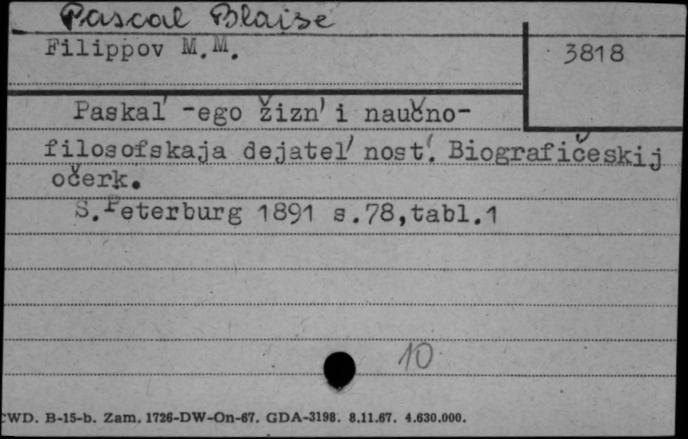 Pascal Blaise
Filippov M.M.
3818
Paskal' -ego žizn' i naučno-
filosofskaja dejatel' nost'. Biografičeskij
očerk.
S.Peterburg 1891 s.78,tabl.1
10
CWD. B-15-b. Zam. 1726-DW-On-67. GDA-3198. 8.11.67. 4.630.000.